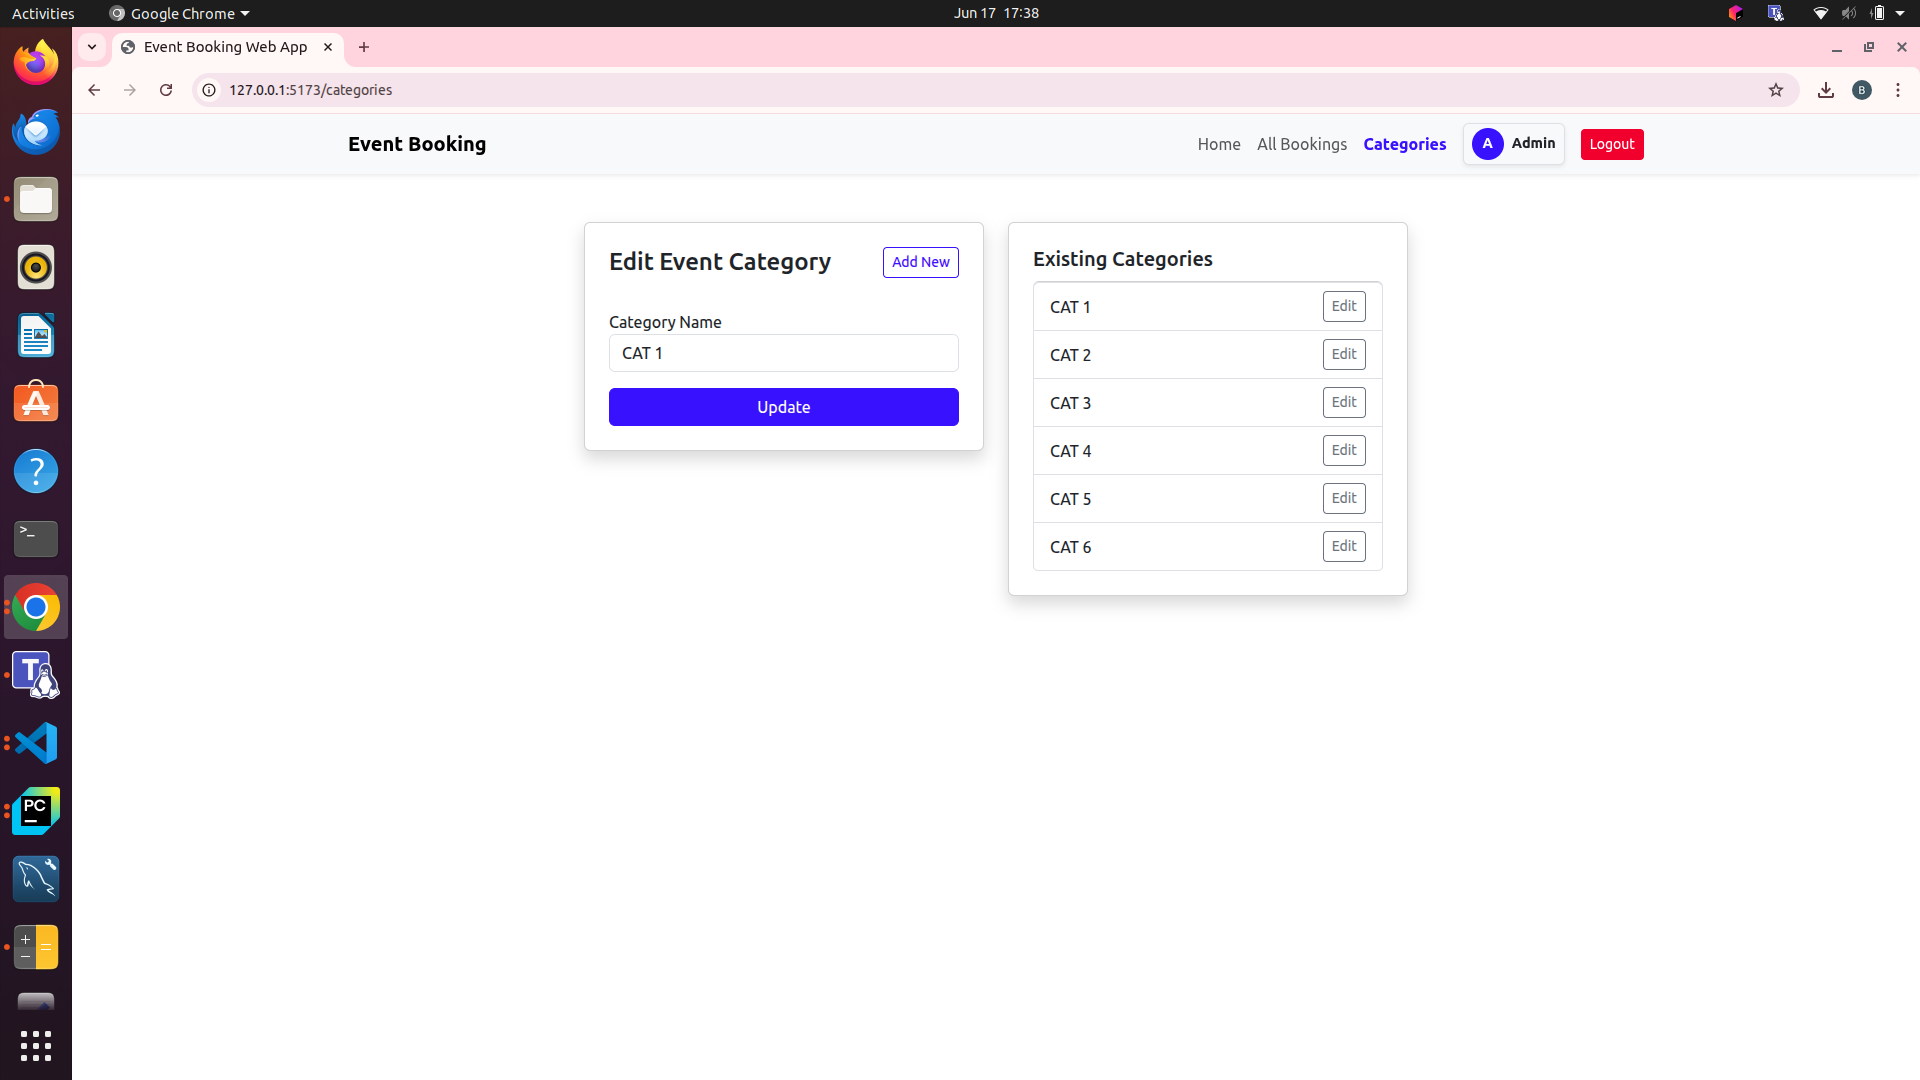 Activities
Google Chrome
Jun 17 17:38
Event Booking Web App
127.0.0.1:5173/categories
B
Event Booking
Home
All Bookings
Categories
A
Admin
Logout
Edit Event Category
Add New
Category Name
CAT 1
Update
Existing Categories
CAT 1 Edit
CAT 2 Edit
CAT 3 Edit
CAT 4 Edit
CAT 5 Edit
CAT 6 Edit
?
>_
T
PC